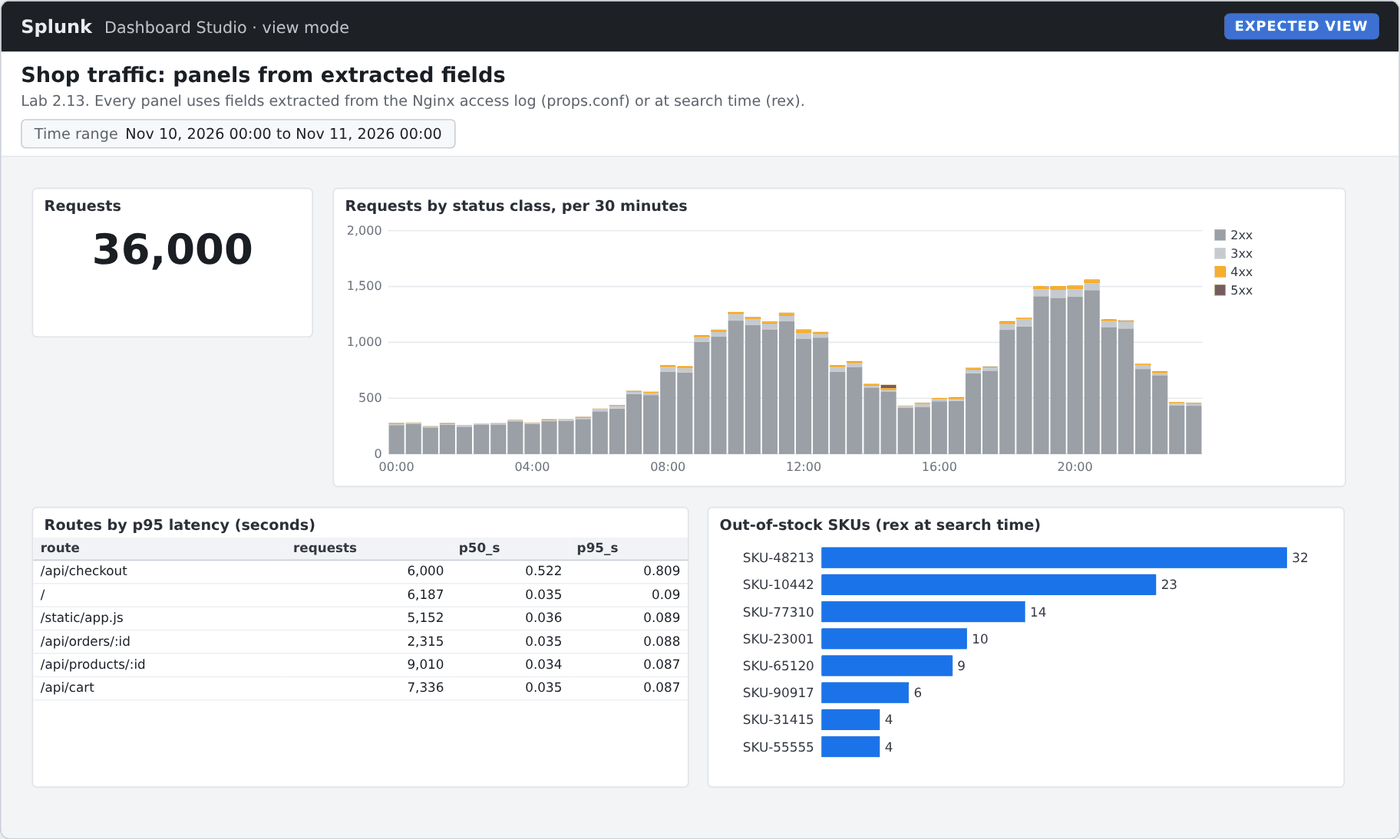 Splunk Dashboard Studio · view mode EXPECTED VIEW
Shop traffic: panels from extracted fields
Lab 2.13. Every panel uses fields extracted from the Nginx access log (props.conf) or at search time (rex).
Time range Nov 10, 2026 00:00 to Nov 11, 2026 00:00
Requests
36,000
Requests by status class, per 30 minutes
2,000
1,500
1,000
500
0
00:00 04:00 08:00 12:00 16:00 20:00
2xx
3xx
4xx
5xx
Routes by p95 latency (seconds)
route requests p50_s p95_s
/api/checkout 6,000 0.522 0.809
/ 6,187 0.035 0.09
/static/app.js 5,152 0.036 0.089
/api/orders/:id 2,315 0.035 0.088
/api/products/:id 9,010 0.034 0.087
/api/cart 7,336 0.035 0.087
Out-of-stock SKUs (rex at search time)
SKU-48213 32
SKU-10442 23
SKU-77310 14
SKU-23001 10
SKU-65120 9
SKU-90917 6
SKU-31415 4
SKU-55555 4